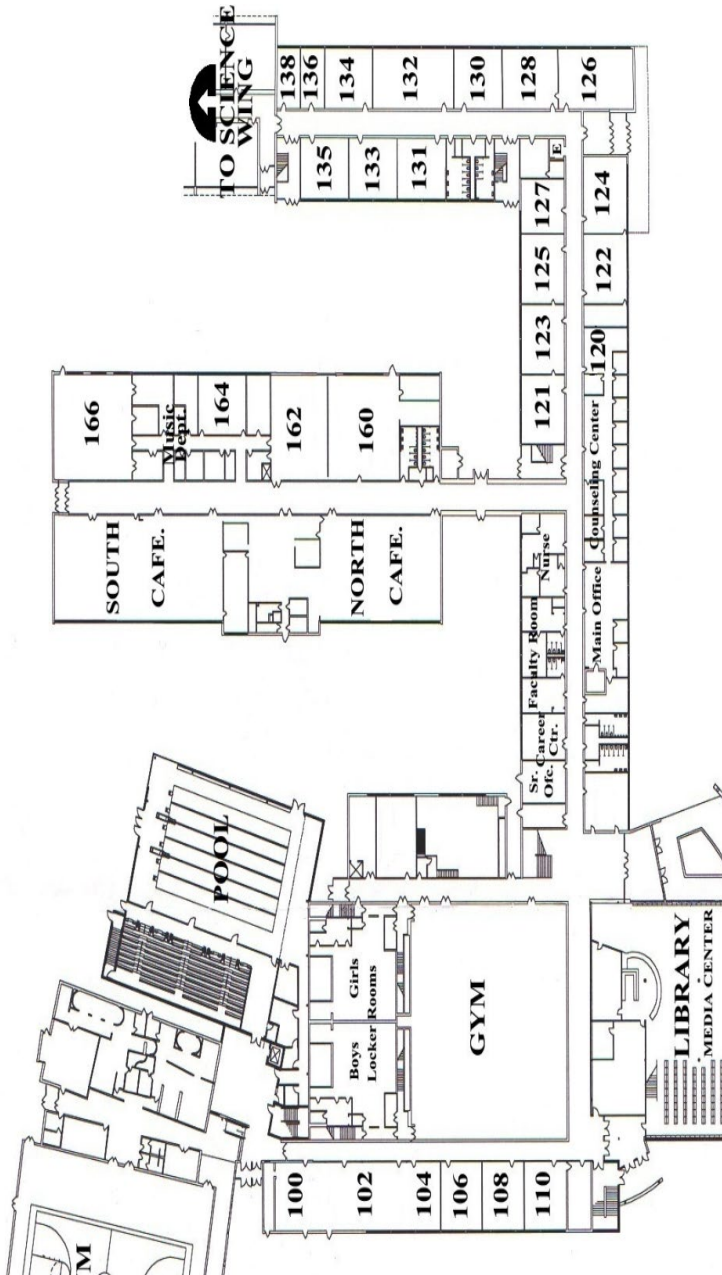 TO SCIENCE
WING
138
136
134
132
130
128
126
135
133
131
E
127
125
123
121
124
122
120
Counseling Center
Main Office
166
Music
Dept.
164
162
160
SOUTH
CAFE.
NORTH
CAFE.
Nurse
Faculty Room
Career
Ctr.
Sr.
Ofc.
POOL
Girls
Boys
Locker Rooms
GYM
LIBRARY
MEDIA CENTER
100
102
104
106
108
110